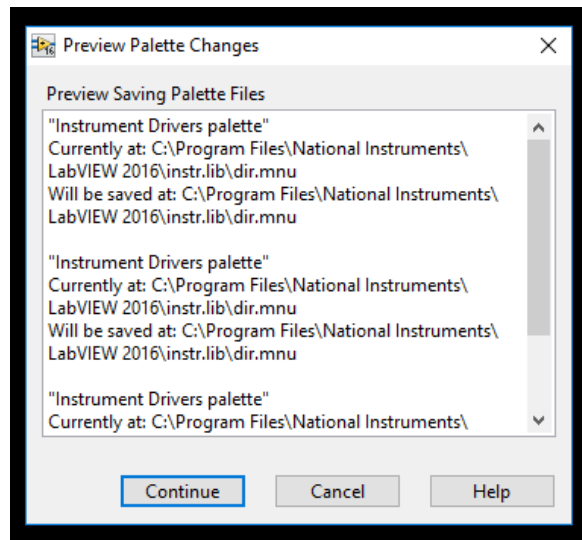 Preview Palette Changes
Preview Saving Palette Files
"Instrument Drivers palette"
Currently at: C:\Program Files\National Instruments\
LabVIEW 2016\instr.lib\dir.mnu
Will be saved at: C:\Program Files\National Instruments\
LabVIEW 2016\instr.lib\dir.mnu
"Instrument Drivers palette"
Currently at: C:\Program Files\National Instruments\
LabVIEW 2016\instr.lib\dir.mnu
Will be saved at: C:\Program Files\National Instruments\
LabVIEW 2016\instr.lib\dir.mnu
"Instrument Drivers palette"
Currently at: C:\Program Files\National Instruments\
Continue Cancel Help